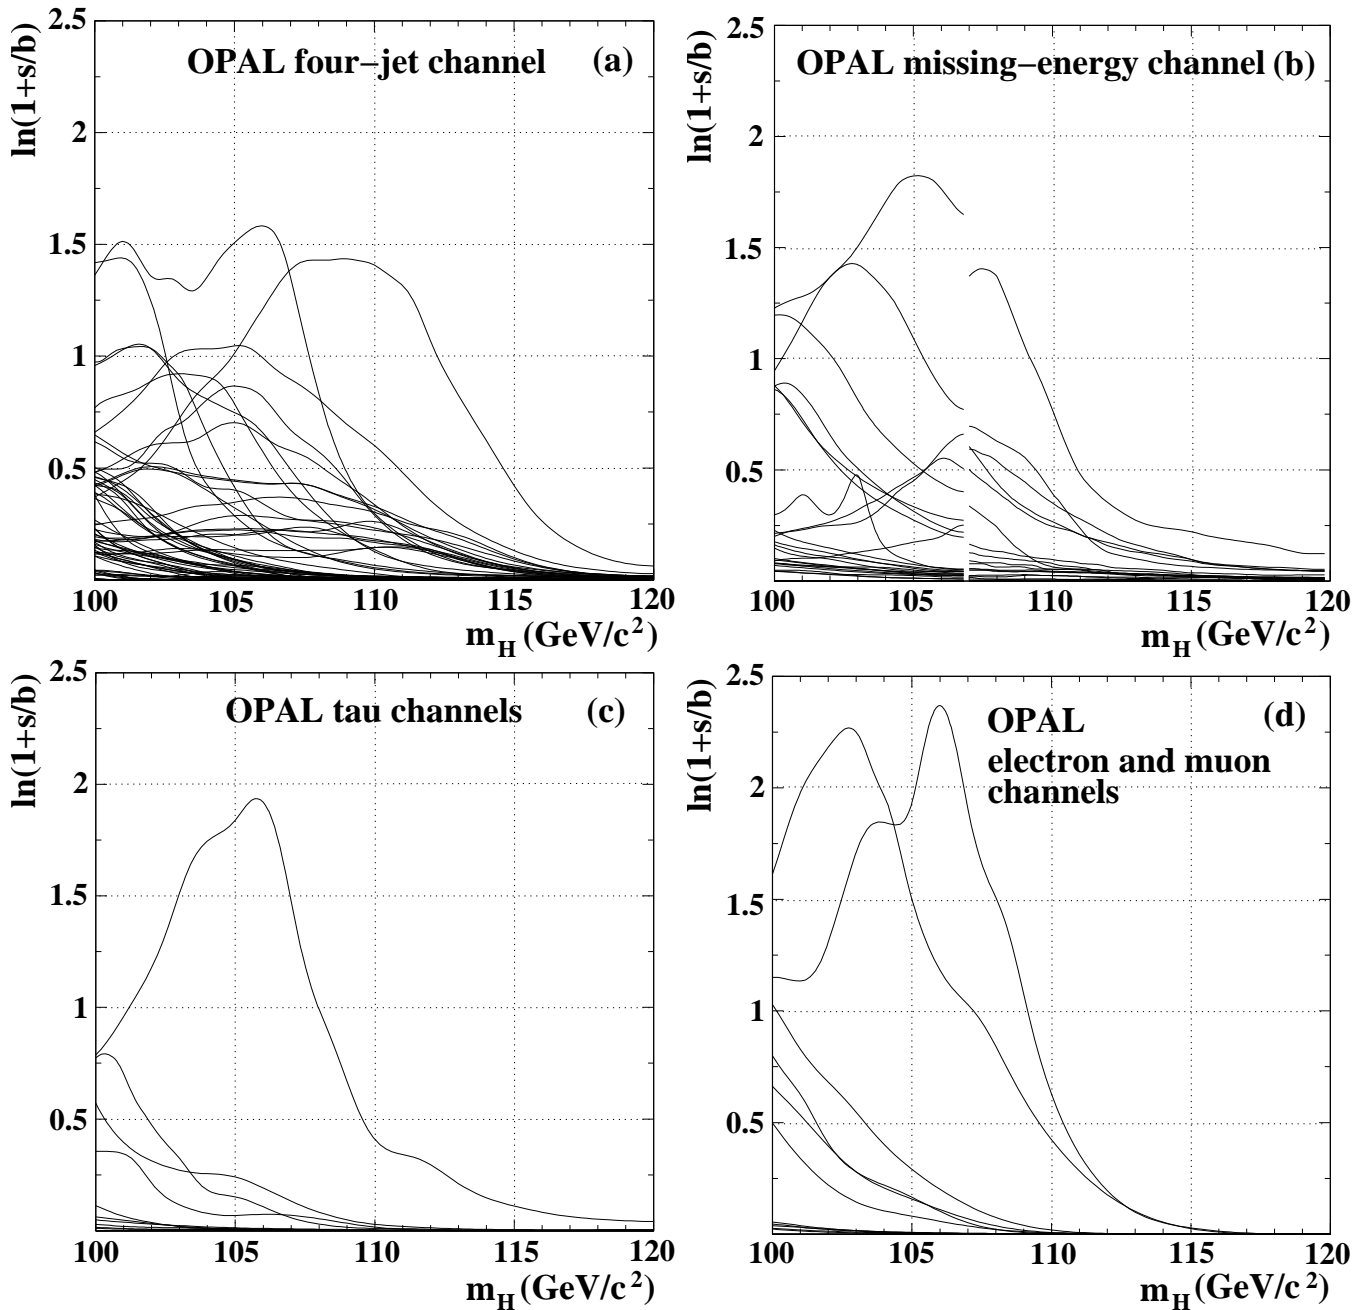 OPAL four–jet channel (a)
ln(1+s/b)
2.5
2
1.5
1
0.5
100 105 110 115 120
m_H (GeV/c²)
OPAL missing–energy channel (b)
ln(1+s/b)
2.5
2
1.5
1
0.5
100 105 110 115 120
m_H (GeV/c²)
OPAL tau channels (c)
ln(1+s/b)
2.5
2
1.5
1
0.5
100 105 110 115 120
m_H (GeV/c²)
OPAL (d)
electron and muon
channels
ln(1+s/b)
2.5
2
1.5
1
0.5
100 105 110 115 120
m_H (GeV/c²)